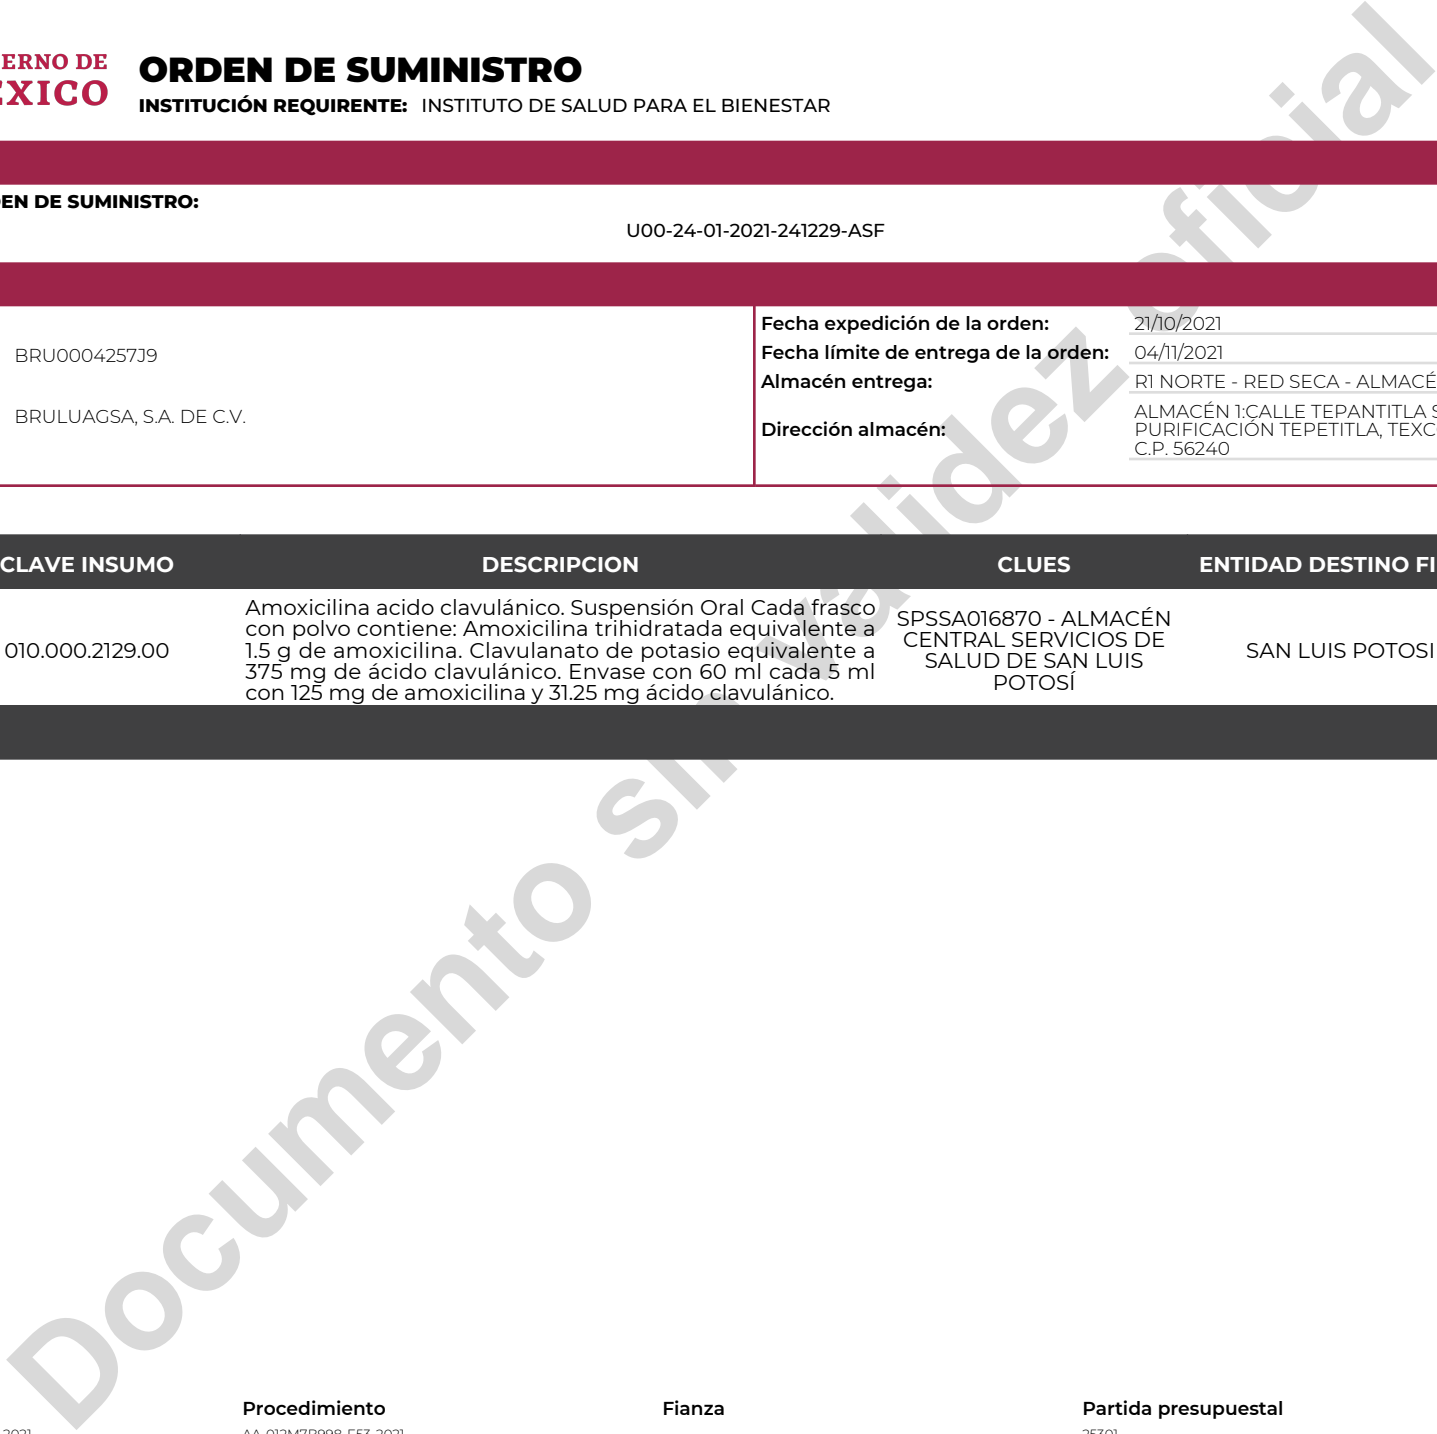 ERNO DE
ORDEN DE SUMINISTRO
INSTITUCIÓN REQUIRENTE: INSTITUTO DE SALUD PARA EL BIENESTAR
EXICO
EN DE SUMINISTRO:
U00-24-01-2021-241229-ASF
BRU0004257J9
BRULUAGSA, S.A. DE C.V.
Fecha expedición de la orden: 21/10/2021
Fecha límite de entrega de la orden: 04/11/2021
Almacén entrega: R1 NORTE - RED SECA - ALMACÉ
Dirección almacén: ALMACÉN 1:CALLE TEPANTITLA S
PURIFICACIÓN TEPETITLA, TEXC
C.P. 56240
CLAVE INSUMO DESCRIPCION CLUES ENTIDAD DESTINO FI
010.000.2129.00
Amoxicilina acido clavulánico. Suspensión Oral Cada frasco
con polvo contiene: Amoxicilina trihidratada equivalente a
1.5 g de amoxicilina. Clavulanato de potasio equivalente a
375 mg de ácido clavulánico. Envase con 60 ml cada 5 ml
con 125 mg de amoxicilina y 31.25 mg ácido clavulánico.
SPSSA016870 - ALMACÉN
CENTRAL SERVICIOS DE
SALUD DE SAN LUIS
POTOSÍ
SAN LUIS POTOSI
Documento sin validez oficial
Procedimiento Fianza Partida presupuestal